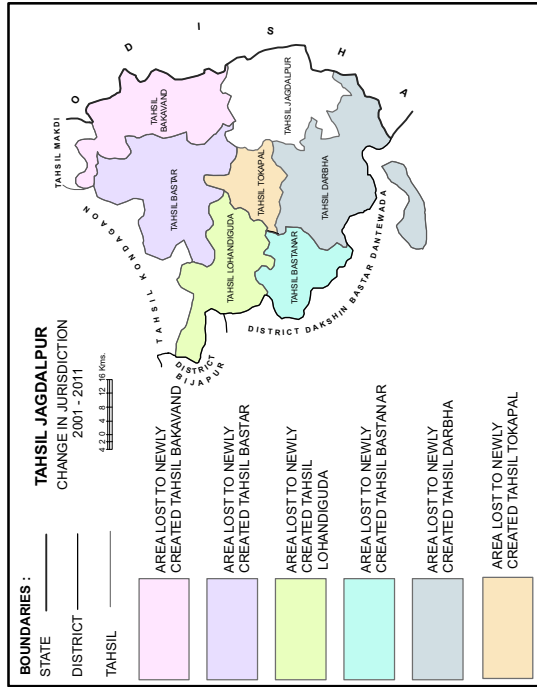 TAHSIL JAGDALPUR
CHANGE IN JURISDICTION
2001 - 2011
4 2 0 4 8 12 16 Kms.
BOUNDARIES :
STATE
DISTRICT
TAHSIL
AREA LOST TO NEWLY
CREATED TAHSIL BAKAVAND
AREA LOST TO NEWLY
CREATED TAHSIL BASTAR
AREA LOST TO NEWLY
CREATED TAHSIL
LOHANDIGUDA
AREA LOST TO NEWLY
CREATED TAHSIL BASTANAR
AREA LOST TO NEWLY
CREATED TAHSIL DARBHA
AREA LOST TO NEWLY
CREATED TAHSIL TOKAPAL
TAHSIL MAKDI
ODISHA
TAHSIL KONDAGAON
TAHSIL
BAKAVAND
TAHSIL BASTAR
TAHSIL JAGDALPUR
TAHSIL TOKAPAL
TAHSIL LOHANDIGUDA
TAHSIL DARBHA
TAHSIL BASTANAR
DISTRICT
BIJAPUR
DISTRICT DAKSHIN BASTAR DANTEWADA